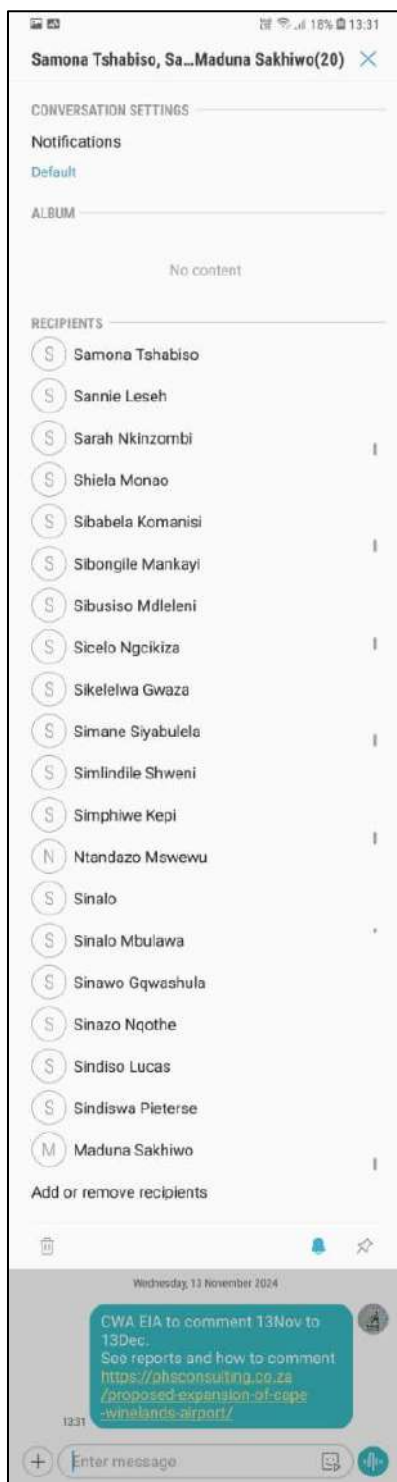 18% 13:31
Samona Tshabiso, Sa...Maduna Sakhiwo(20)
CONVERSATION SETTINGS
Notifications
Default
ALBUM
No content
RECIPIENTS
S Samona Tshabiso
S Sannie Leseh
S Sarah Nkinzombi
S Shiela Monao
S Sibabela Komanisi
S Sibongile Mankayi
S Sibusiso Mdleleni
S Sicelo Ngcikiza
S Sikelelwa Gwaza
S Simane Siyabulela
S Simlindile Shweni
S Simphiwe Kepi
N Ntandazo Mswewu
S Sinalo
S Sinalo Mbulawa
S Sinawo Gqwashula
S Sinazo Nqothe
S Sindiso Lucas
S Sindiswa Pieterse
M Maduna Sakhiwo
Add or remove recipients
Wednesday, 13 November 2024
CWA EIA to comment 13Nov to
13Dec.
See reports and how to comment
https://phsconsulting.co.za
/proposed-expansion-of-cape
-winelands-airport/
13:31
Enter message